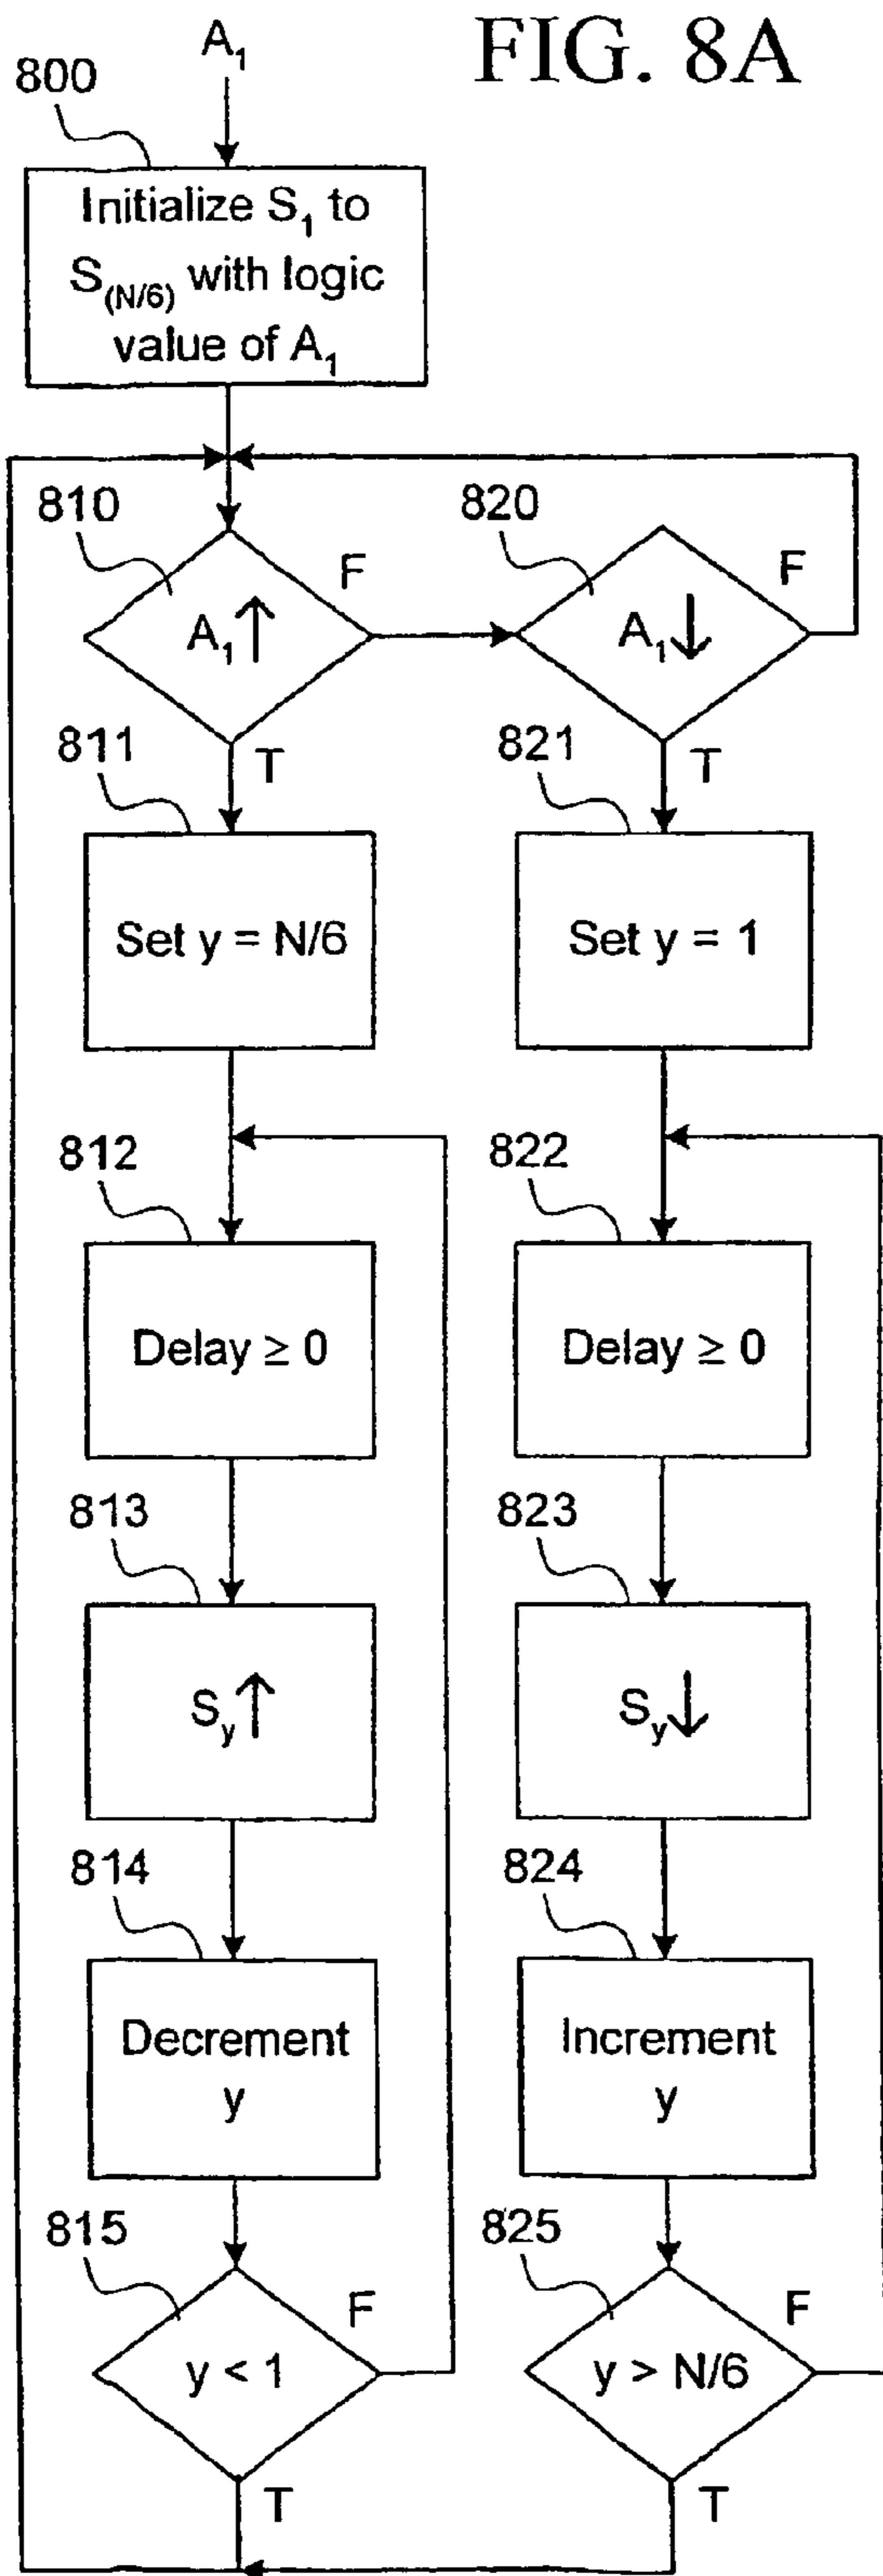 FIG. 8A
A₁
800
Initialize S₁ to
S₍N/6₎ with logic
value of A₁
810
A₁↑
F
820
A₁↓
F
T
T
811
Set y = N/6
821
Set y = 1
812
Delay ≥ 0
822
Delay ≥ 0
813
Sy↑
823
Sy↓
814
Decrement
y
824
Increment
y
815
y < 1
F
825
y > N/6
F
T
T